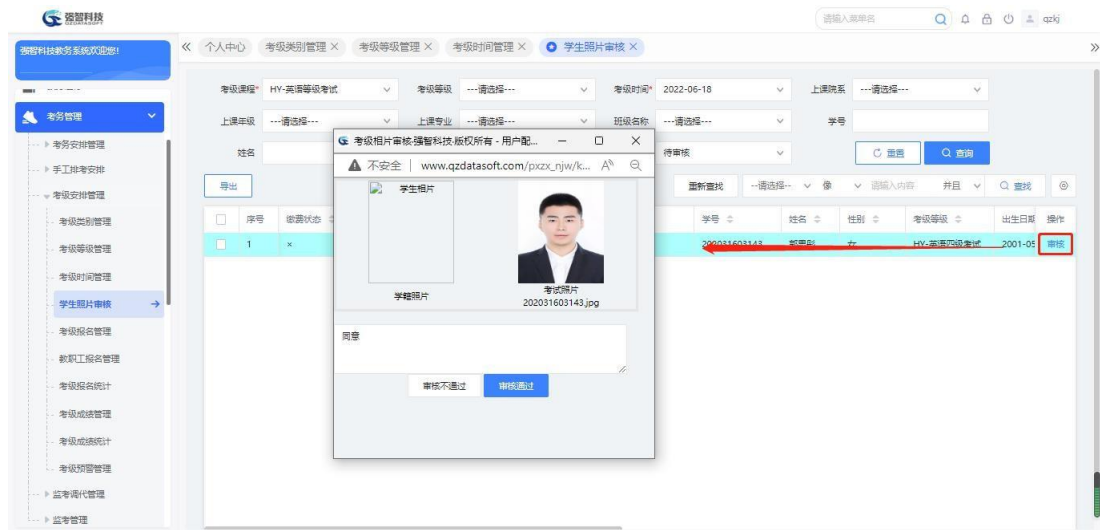 强智科技
QZDATASOFT
请输入菜单名
qzkj
强智科技教务系统欢迎您!
个人中心
考级类别管理 ×
考级等级管理 ×
考级时间管理 ×
学生照片审核 ×
考务管理
考务安排管理
手工排考安排
考级安排管理
考级类别管理
考级等级管理
考级时间管理
学生照片审核
考级报名管理
教职工报名管理
考级报名统计
考级成绩管理
考级成绩统计
考级预警管理
监考调代管理
监考管理
考级课程* HY-英语等级考试
考级等级 ---请选择---
考级时间* 2022-06-18
上课院系 ---请选择---
上课年级 ---请选择---
上课专业 ---请选择---
班级名称 ---请选择---
学号
姓名
待审核
重置
查询
导出
重新查找 --请选择-- 像 请输入内容 并且 查找
序号 缴费状态 学号 姓名 性别 考级等级 出生日期 操作
1 × 202031603143 女 HY-英语四级考试 2001-05 审核
考级相片审核-强智科技-版权所有 - 用户配...
不安全 | www.qzdatasoft.com/pxzx_njw/k...
学生相片
学籍照片
考试照片
202031603143.jpg
同意
审核不通过
审核通过